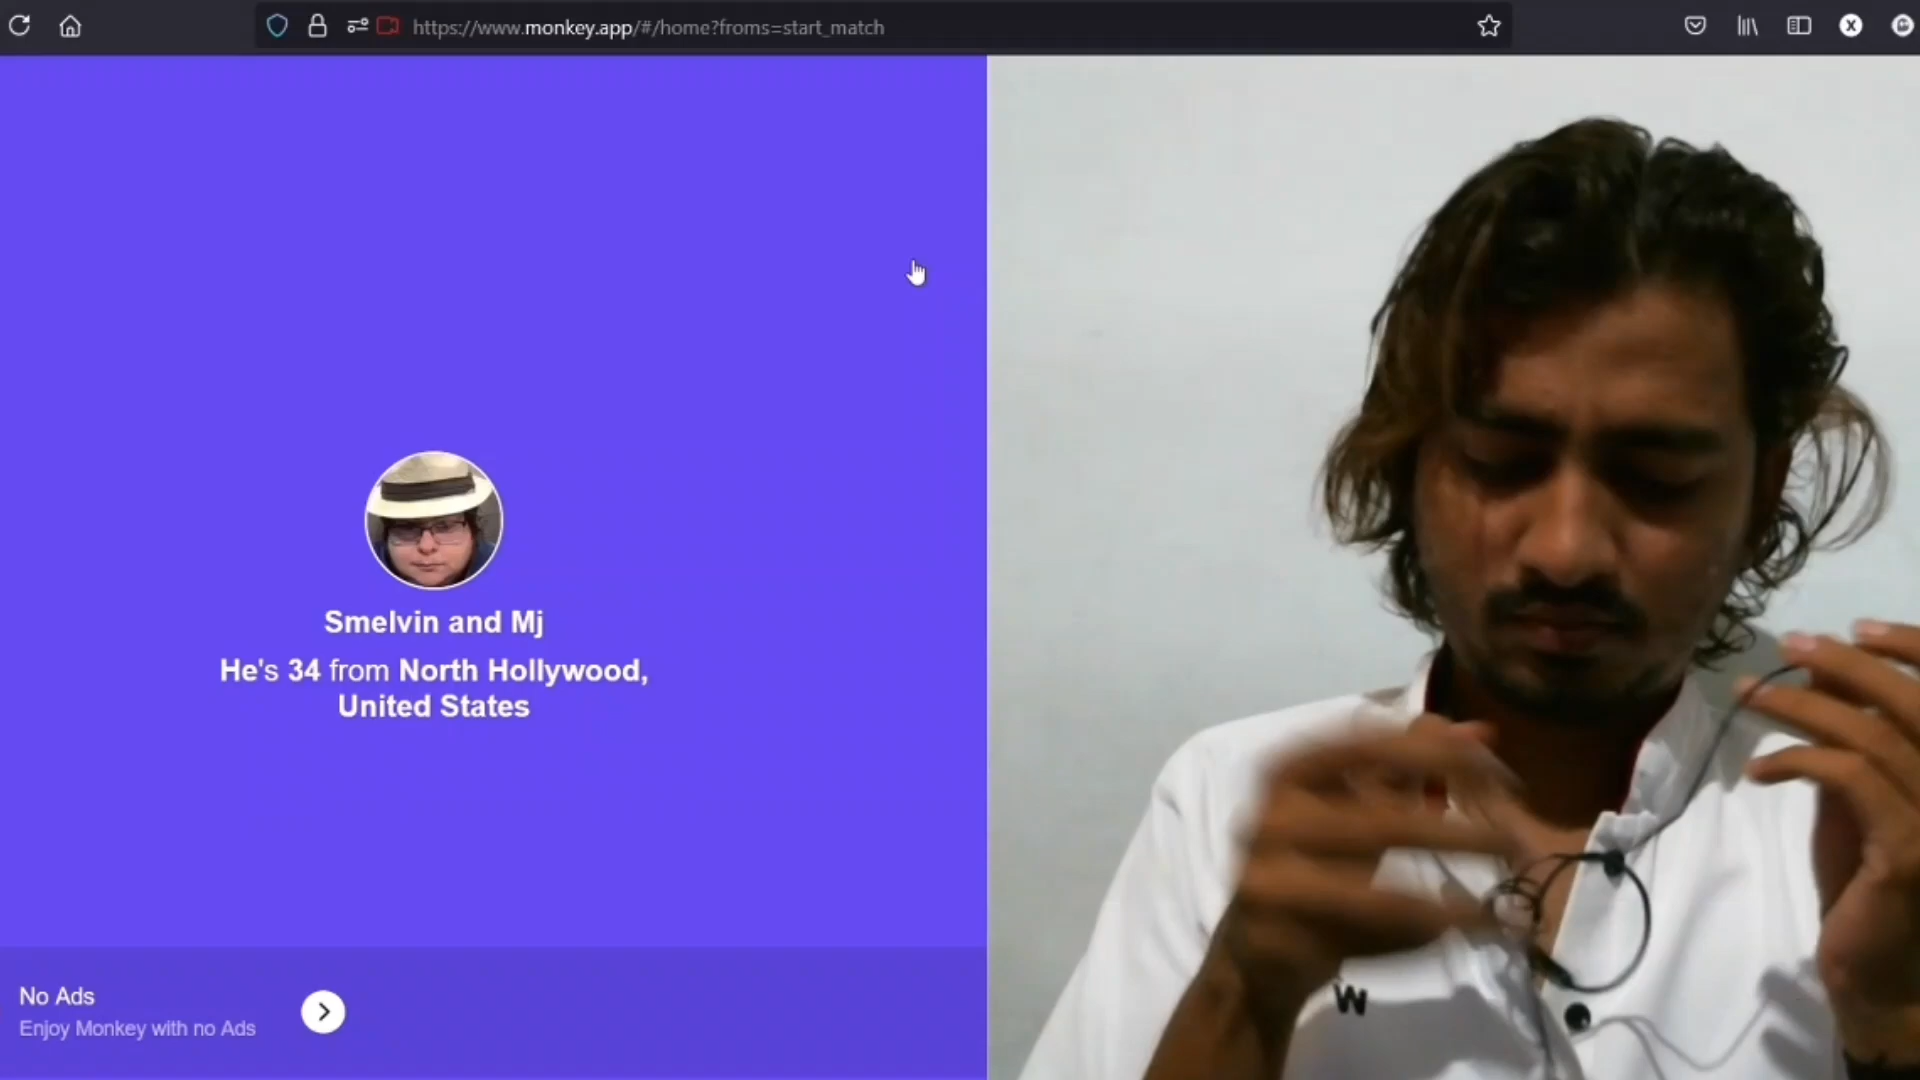 https://www.monkey.app/#/home?froms=start_match
X
Smelvin and Mj
He's 34 from North Hollywood,
United States
No Ads
Enjoy Monkey with no Ads
W